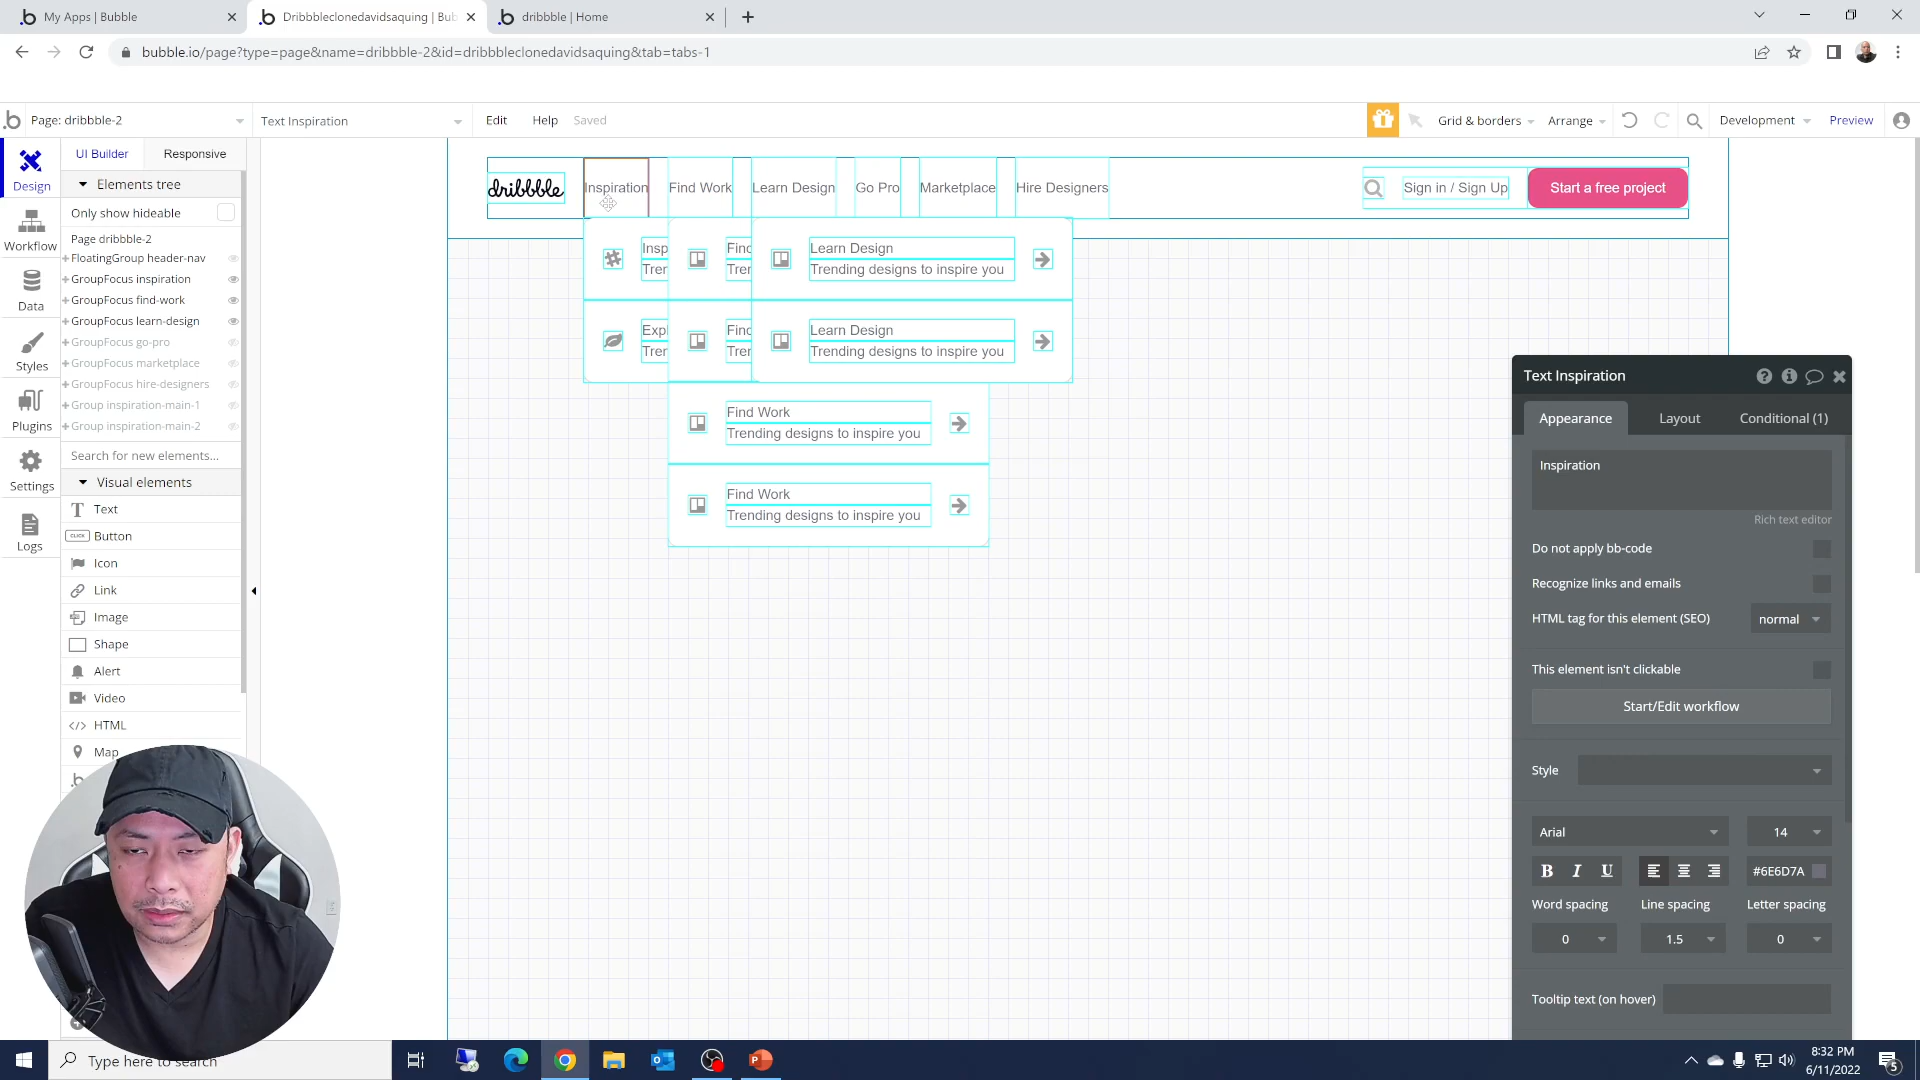 My Apps | Bubble
Dribbbleclonedavidsaquing | Bub
dribbble | Home
bubble.io/page?type=page&name=dribbble-2&id=dribbbleclonedavidsaquing&tab=tabs-1
Page: dribbble-2
Text Inspiration
Edit
Help
Saved
Grid & borders
Arrange
Development
Preview
Design
Workflow
Data
Styles
Plugins
Settings
Logs
UI Builder
Responsive
Elements tree
Only show hideable
Page dribbble-2
FloatingGroup header-nav
GroupFocus inspiration
GroupFocus find-work
GroupFocus learn-design
GroupFocus go-pro
GroupFocus marketplace
GroupFocus hire-designers
Group inspiration-main-1
Group inspiration-main-2
Search for new elements...
Visual elements
Text
CLICK Button
Icon
Link
Image
Shape
Alert
Video
</> HTML
Map
dribbble
Inspiration
Find Work
Learn Design
Go Pro
Marketplace
Hire Designers
Sign in / Sign Up
Start a free project
Insp
Tren
Find
Tren
Learn Design
Trending designs to inspire you
Expl
Tren
Find
Tren
Learn Design
Trending designs to inspire you
Find Work
Trending designs to inspire you
Find Work
Trending designs to inspire you
Text Inspiration
Appearance
Layout
Conditional (1)
Inspiration
Rich text editor
Do not apply bb-code
Recognize links and emails
HTML tag for this element (SEO)
normal
This element isn't clickable
Start/Edit workflow
Style
Arial
14
B I U
#6E6D7A
Word spacing
Line spacing
Letter spacing
0
1.5
0
Tooltip text (on hover)
Type here to search
8:32 PM
6/11/2022
5